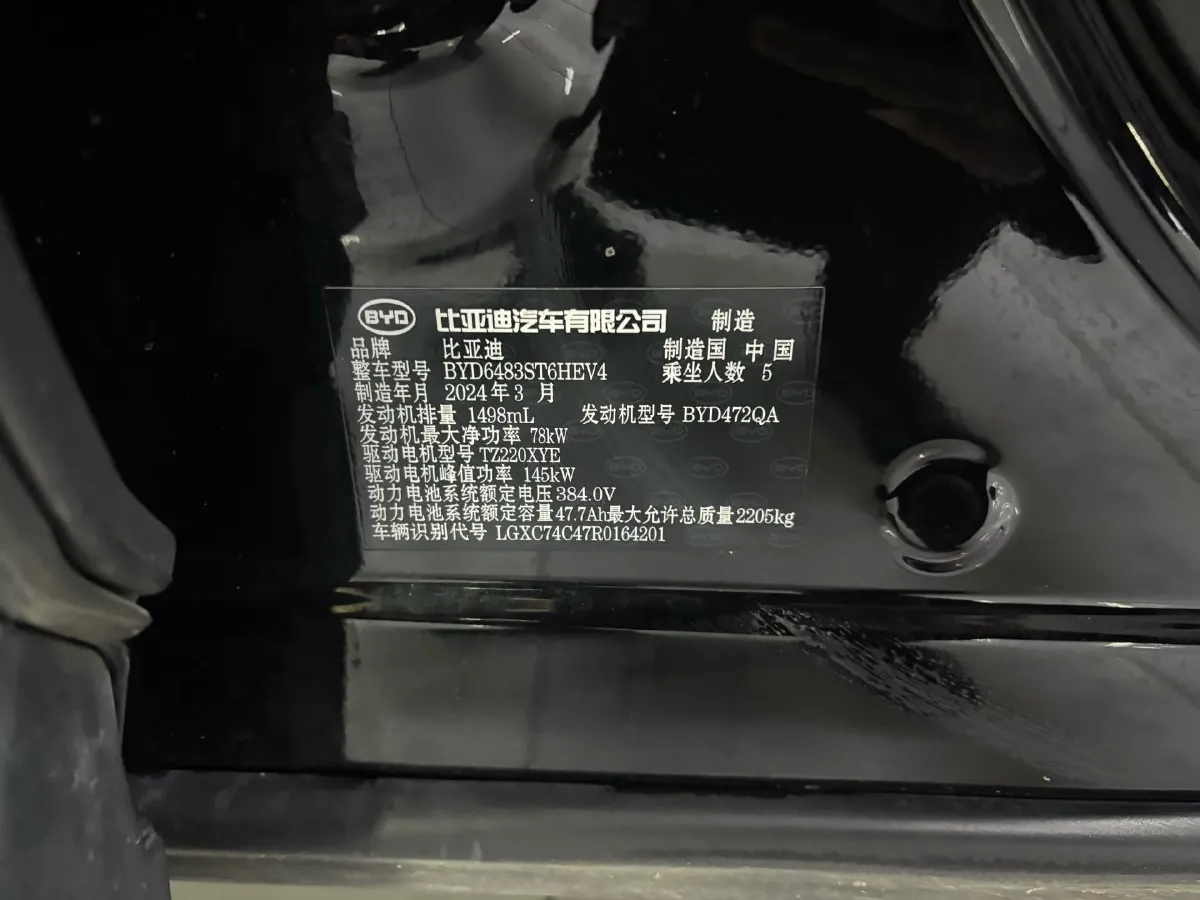 BYD 比亚迪汽车有限公司 制造
品牌 比亚迪 制造国 中国
整车型号 BYD6483ST6HEV4 乘坐人数 5
制造年月 2024年3月
发动机排量 1498mL 发动机型号 BYD472QA
发动机最大净功率 78kW
驱动电机型号 TZ220XYE
驱动电机峰值功率 145kW
动力电池系统额定电压 384.0V
动力电池系统额定容量 47.7Ah 最大允许总质量 2205kg
车辆识别代号 LGXC74C47R0164201